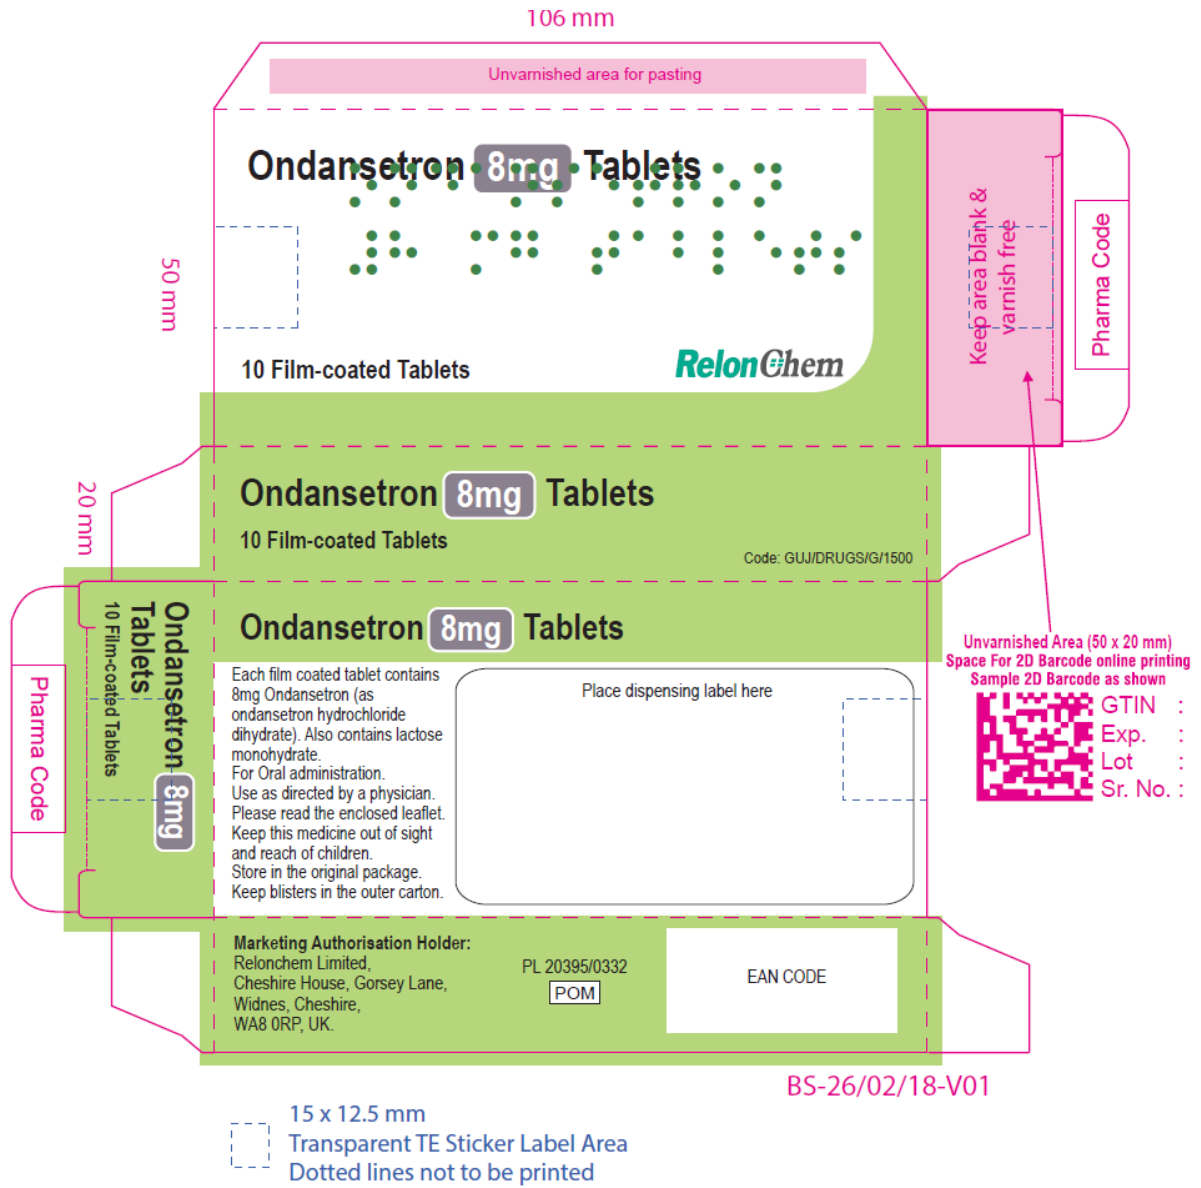 106 mm
Unvarnished area for pasting
Ondansetron 8mg Tablets
50 mm
10 Film-coated Tablets
RelonChem
Keep area blank &
varnish free
Pharma Code
20 mm
Ondansetron 8mg Tablets
10 Film-coated Tablets
Code: GUJ/DRUGS/G/1500
Ondansetron 8mg
Tablets
10 Film-coated Tablets
Pharma Code
Ondansetron 8mg Tablets
Each film coated tablet contains
8mg Ondansetron (as
ondansetron hydrochloride
dihydrate). Also contains lactose
monohydrate.
For Oral administration.
Use as directed by a physician.
Please read the enclosed leaflet.
Keep this medicine out of sight
and reach of children.
Store in the original package.
Keep blisters in the outer carton.
Place dispensing label here
Unvarnished Area (50 x 20 mm)
Space For 2D Barcode online printing
Sample 2D Barcode as shown
GTIN :
Exp. :
Lot :
Sr. No. :
Marketing Authorisation Holder:
Relonchem Limited,
Cheshire House, Gorsey Lane,
Widnes, Cheshire,
WA8 0RP, UK.
PL 20395/0332
POM
EAN CODE
BS-26/02/18-V01
15 x 12.5 mm
Transparent TE Sticker Label Area
Dotted lines not to be printed